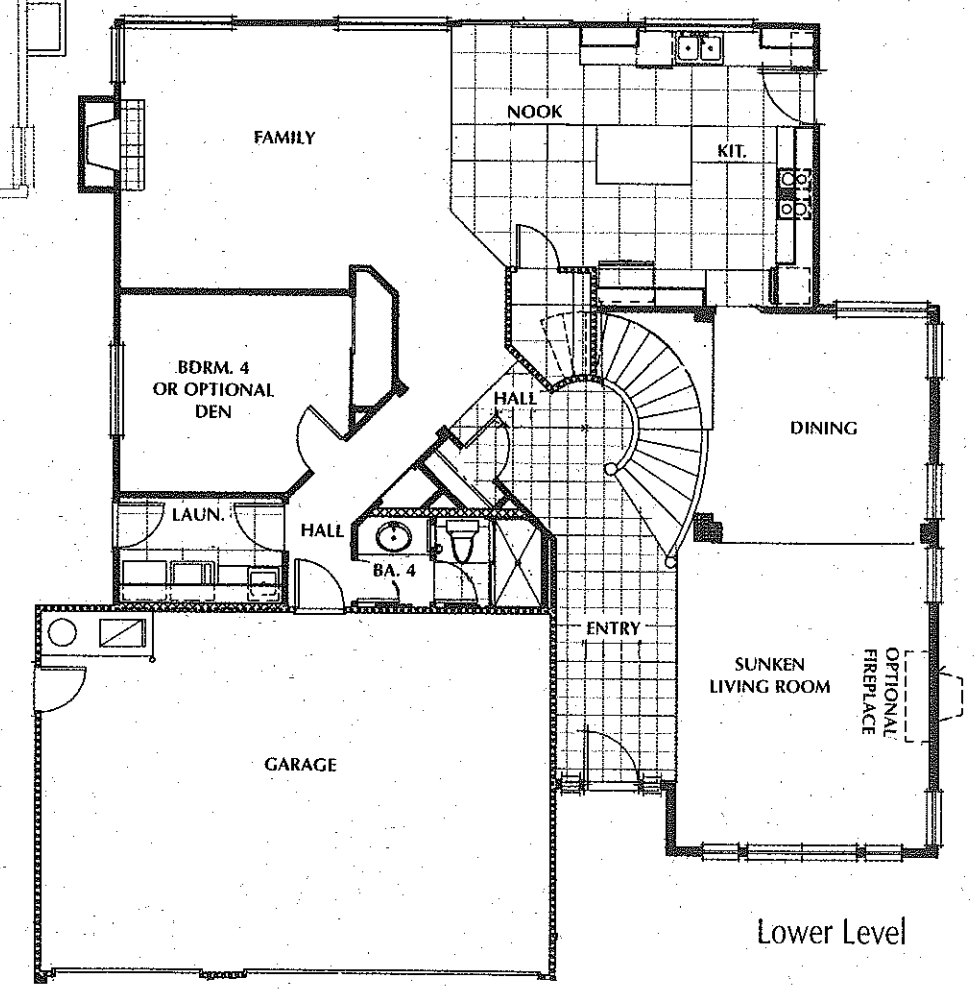 NOOK
FAMILY
KIT.
BDRM. 4
OR OPTIONAL
DEN
HALL
DINING
LAUN.
HALL
BA. 4
ENTRY
SUNKEN
LIVING ROOM
OPTIONAL
FIREPLACE
GARAGE
Lower Level